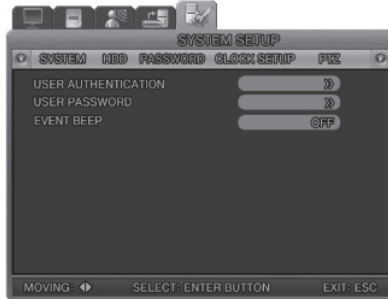 SYSTEM SETUP
SYSTEM HDD PASSWORD CLOCK SETUP PTZ
USER AUTHENTICATION »
USER PASSWORD »
EVENT BEEP OFF
MOVING: SELECT: ENTER BUTTON EXIT: ESC